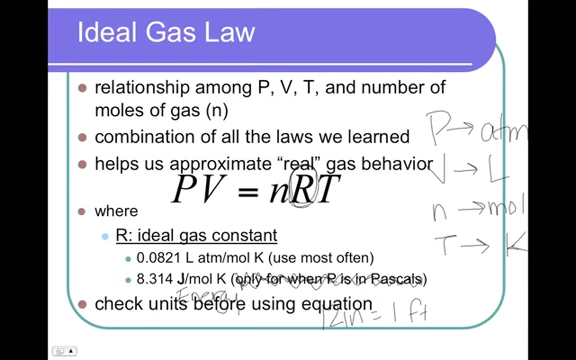 Ideal Gas Law
relationship among P, V, T, and number of
moles of gas (n)
combination of all the laws we learned
helps us approximate “real” gas behavior
PV = nRT
where
R: ideal gas constant
0.0821 L atm/mol K (use most often)
8.314 J/mol K (only for when P is in Pascals)
Energy
check units before using equation
12in = 1 ft
P → atm
V → L
n → mol
T → K